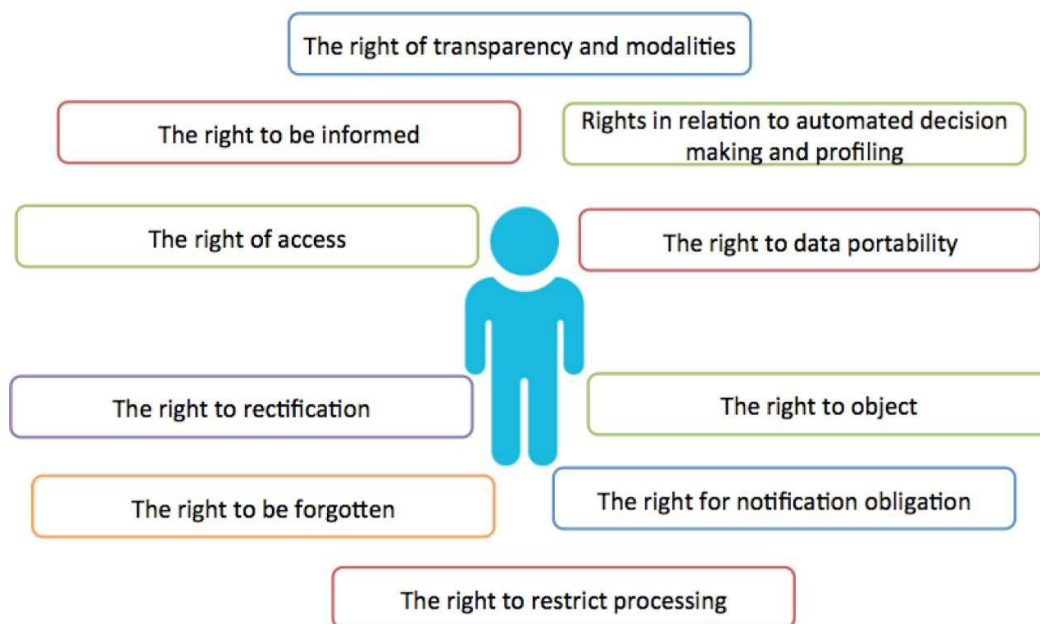 The right of transparency and modalities
The right to be informed
Rights in relation to automated decision
making and profiling
The right of access
The right to data portability
The right to rectification
The right to object
The right to be forgotten
The right for notification obligation
The right to restrict processing